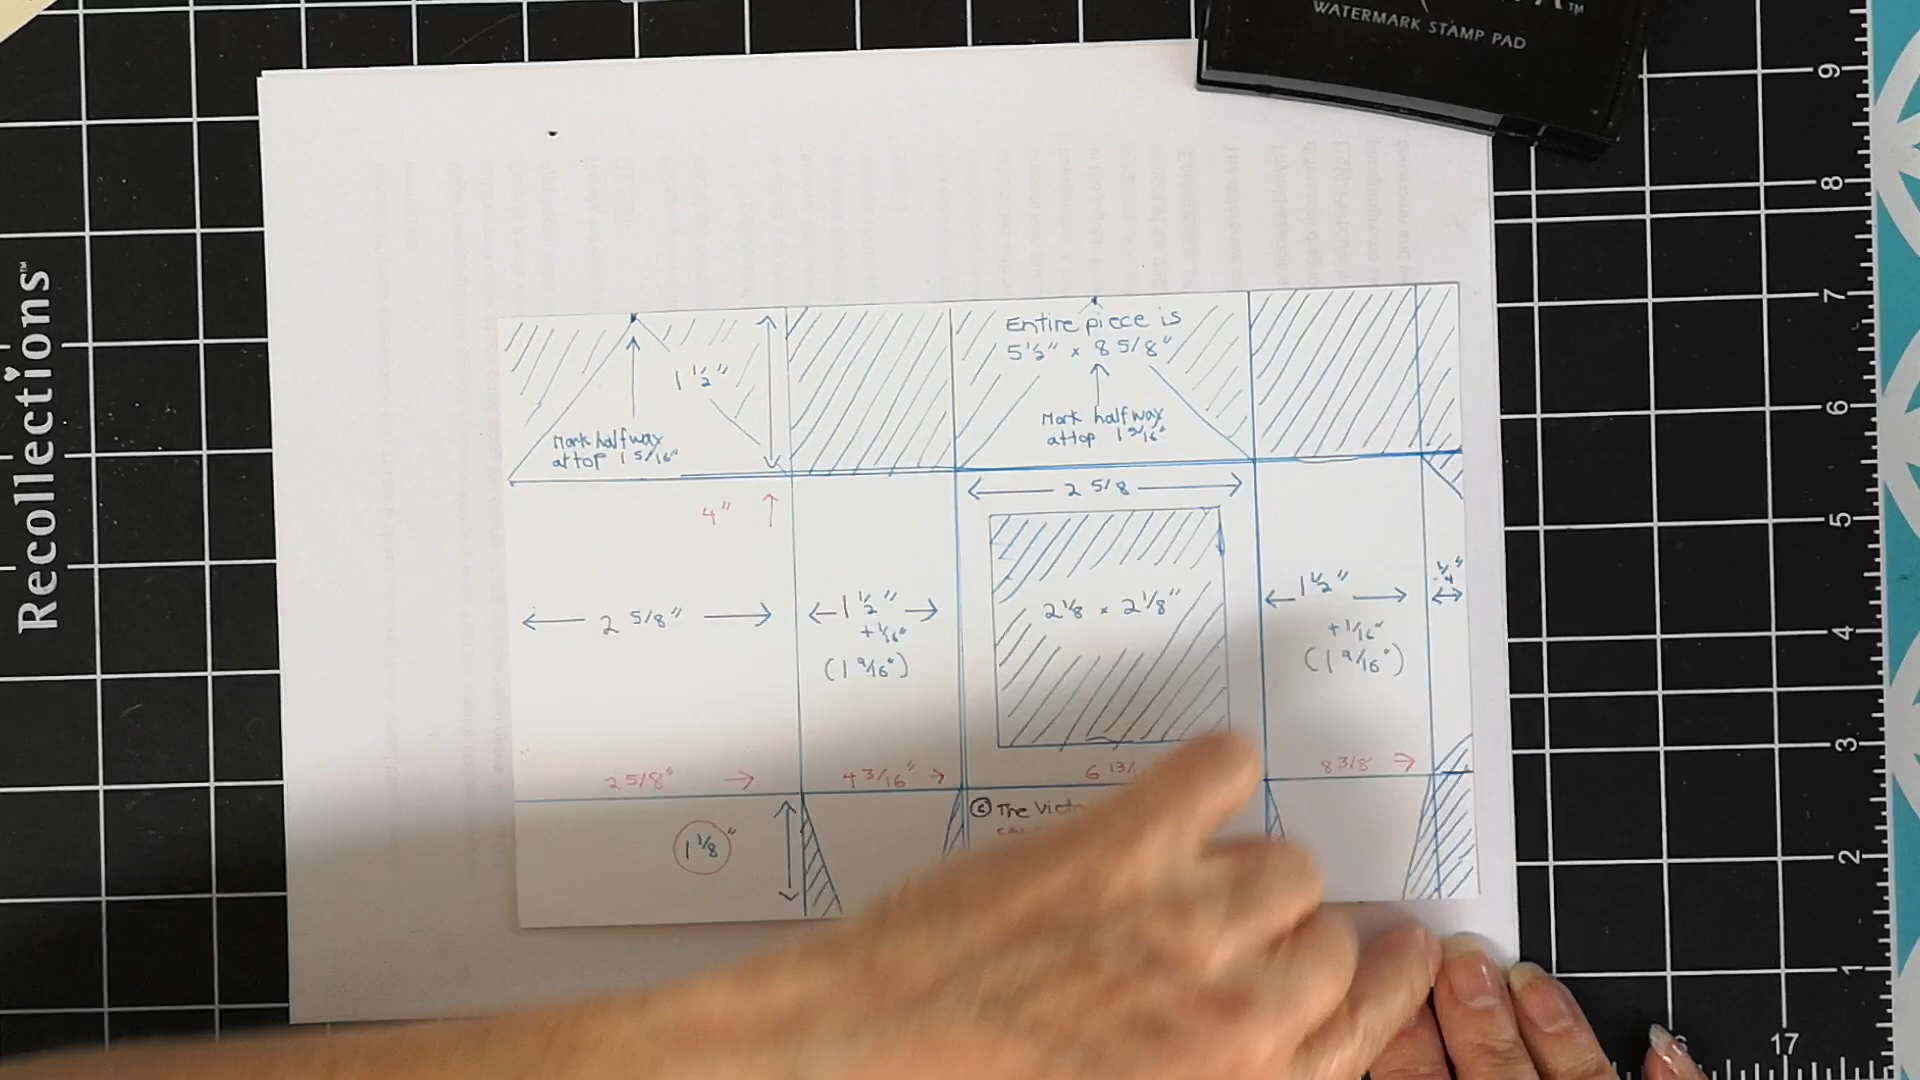 WATERMARK STAMP PAD
Recollections™
Entire piece is
5 1/2" x 8 5/8"
1 1/2"
Mark halfway
at top 1 5/16"
Mark halfway
at top 1 5/16"
4"
2 5/8
2 5/8"
1 1/2"
+ 1/16"
(1 9/16")
2 1/8 x 2 1/8"
1 1/2"
+ 1/16"
(1 9/16")
1/4"
2 5/8"
4 3/16"
6 13/
8 3/8"
1 1/8"
© The
9
8
7
6
5
4
3
2
1
17